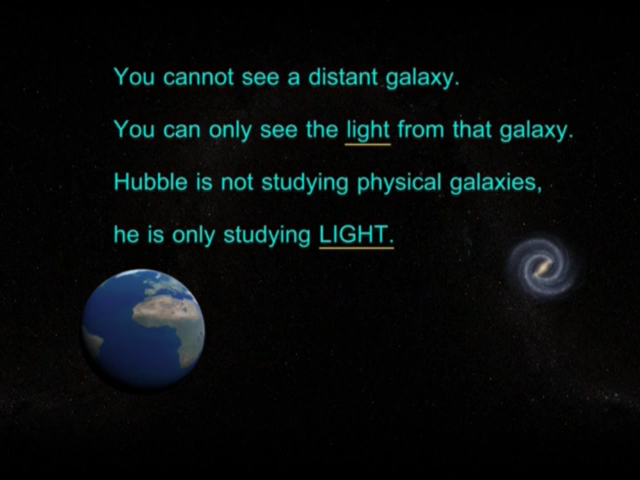 You cannot see a distant galaxy.
You can only see the light from that galaxy.
Hubble is not studying physical galaxies,
he is only studying LIGHT.